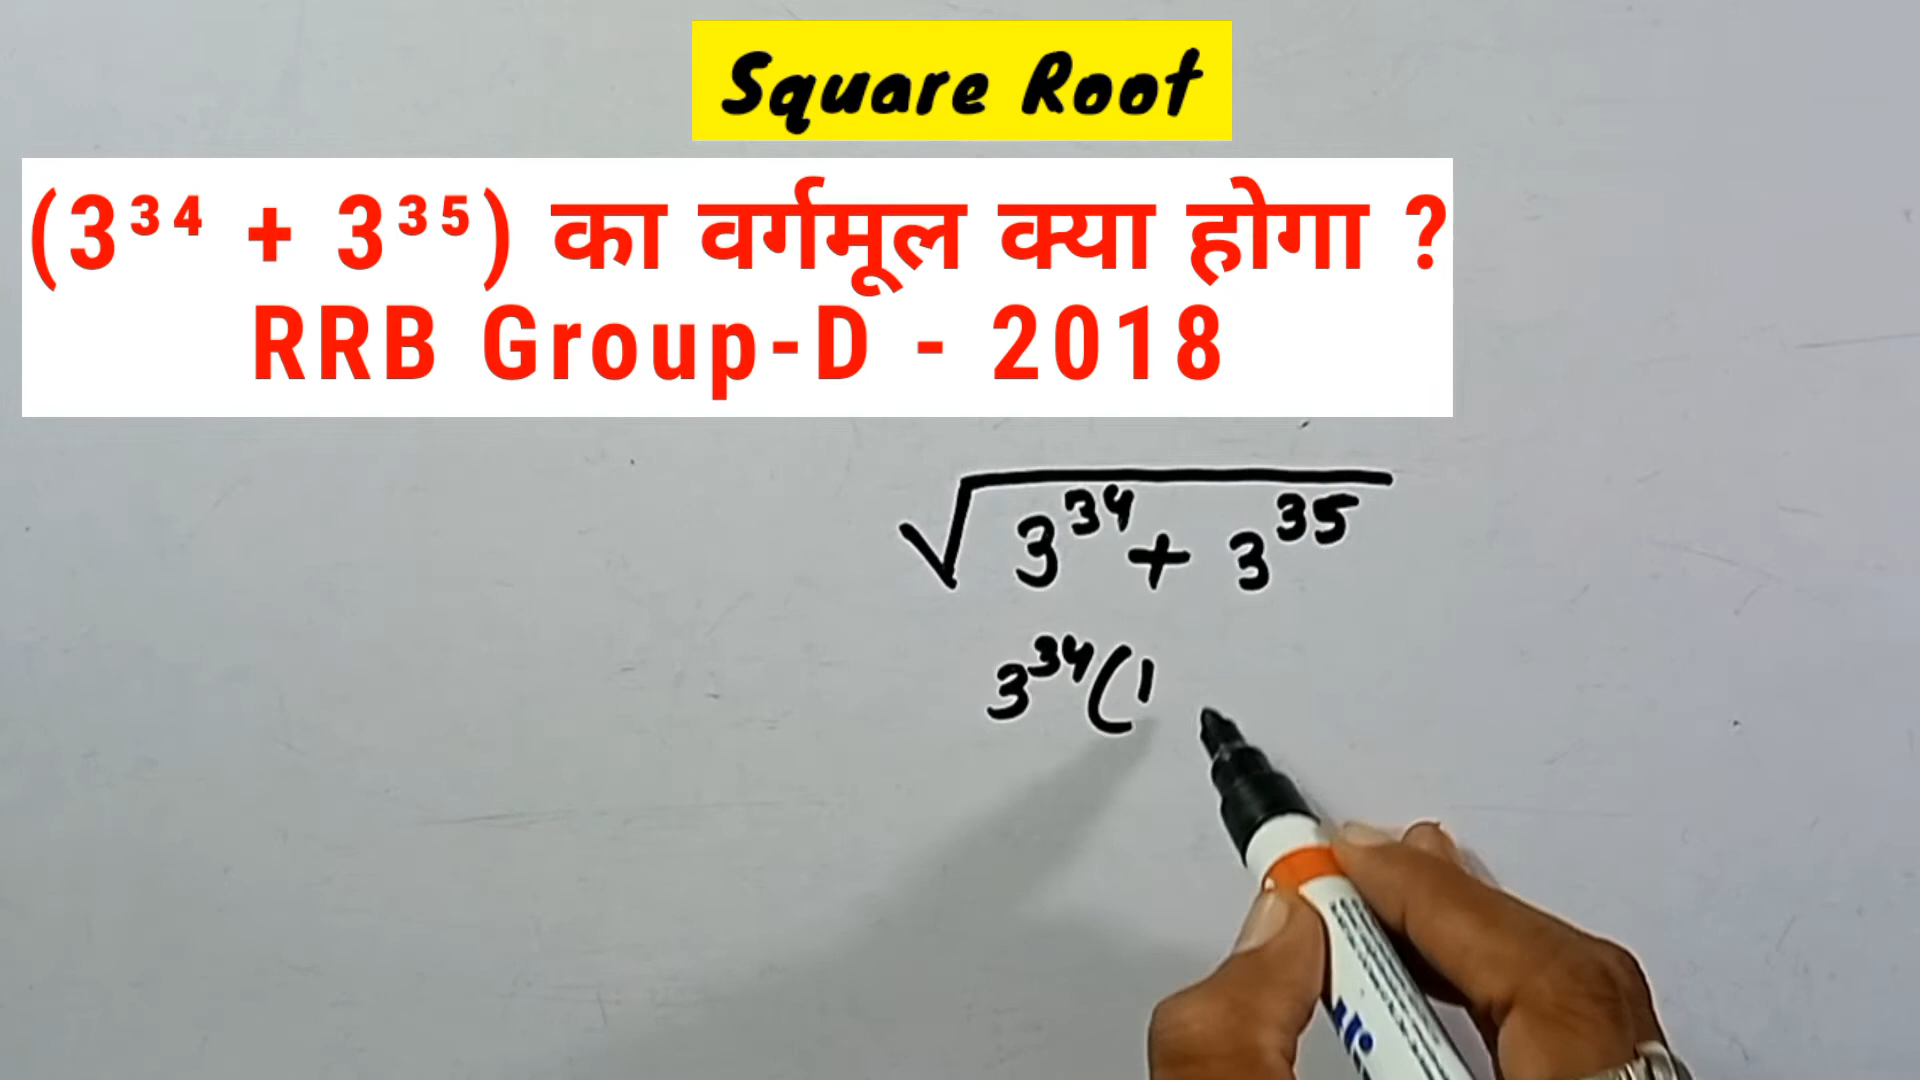 Square Root
(3³⁴ + 3³⁵) का वर्गमूल क्या होगा ?
RRB Group-D - 2018
√3³⁴ + 3³⁵
3³⁴(1